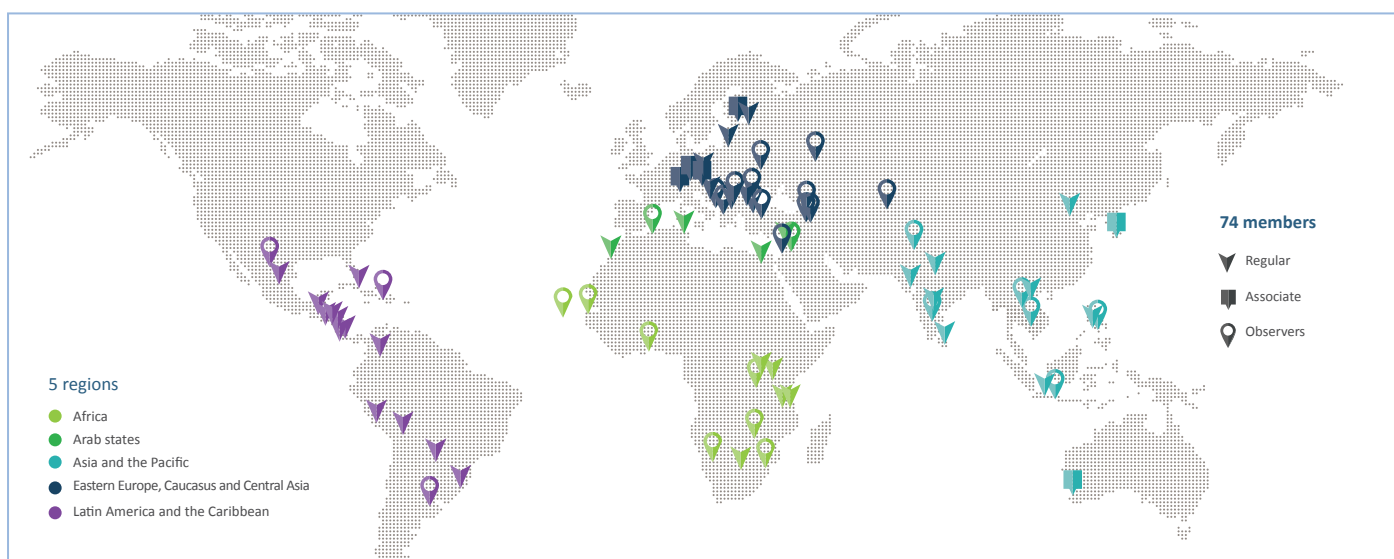 74 members
Regular
Associate
Observers
5 regions
Africa
Arab states
Asia and the Pacific
Eastern Europe, Caucasus and Central Asia
Latin America and the Caribbean